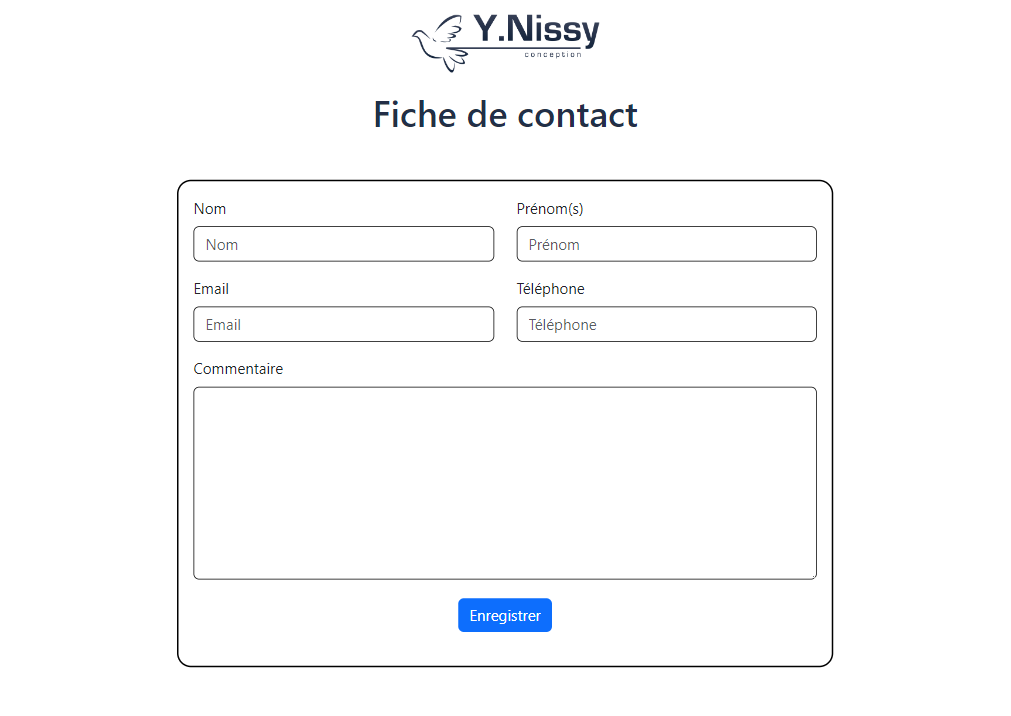 Y.Nissy
conception
Fiche de contact
Nom
Prénom(s)
Nom
Prénom
Email
Téléphone
Email
Téléphone
Commentaire
Enregistrer